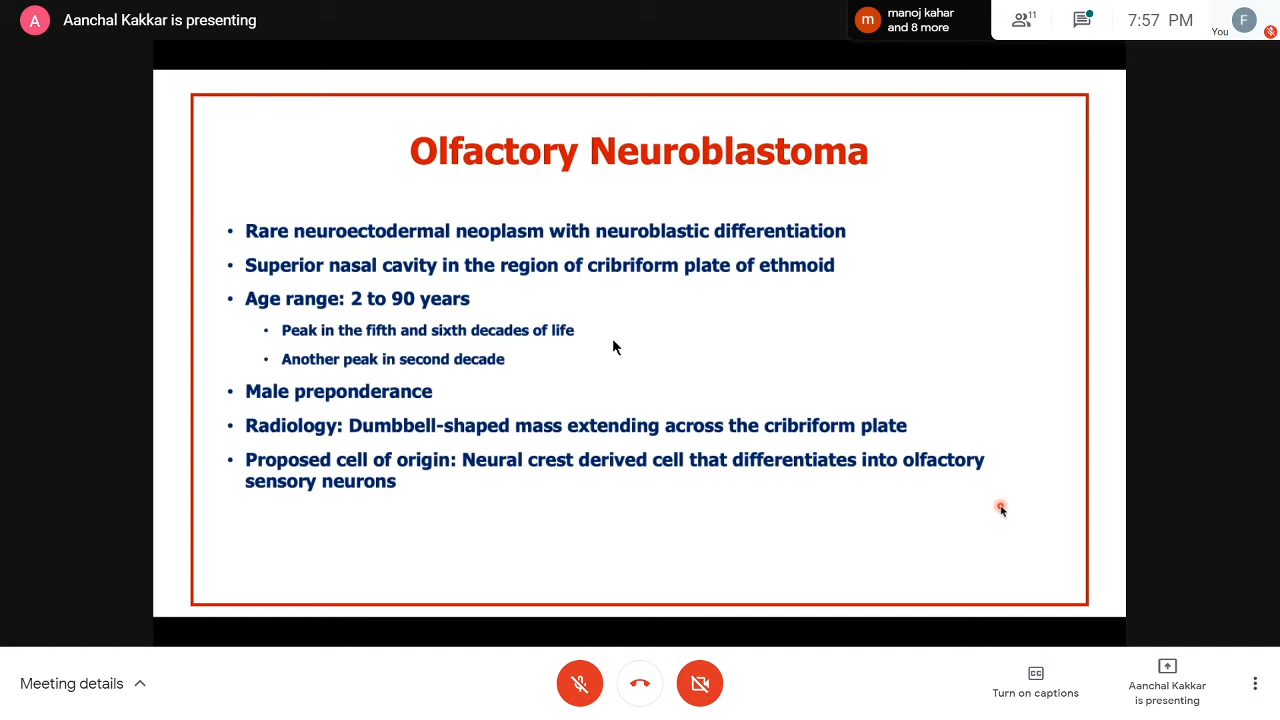 A
Aanchal Kakkar is presenting
m
manoj kahar
and 8 more
11
7:57 PM
You
F
Olfactory Neuroblastoma
• Rare neuroectodermal neoplasm with neuroblastic differentiation
• Superior nasal cavity in the region of cribriform plate of ethmoid
• Age range: 2 to 90 years
• Peak in the fifth and sixth decades of life
• Another peak in second decade
• Male preponderance
• Radiology: Dumbbell-shaped mass extending across the cribriform plate
• Proposed cell of origin: Neural crest derived cell that differentiates into olfactory
sensory neurons
Meeting details
CC
Turn on captions
Aanchal Kakkar
is presenting